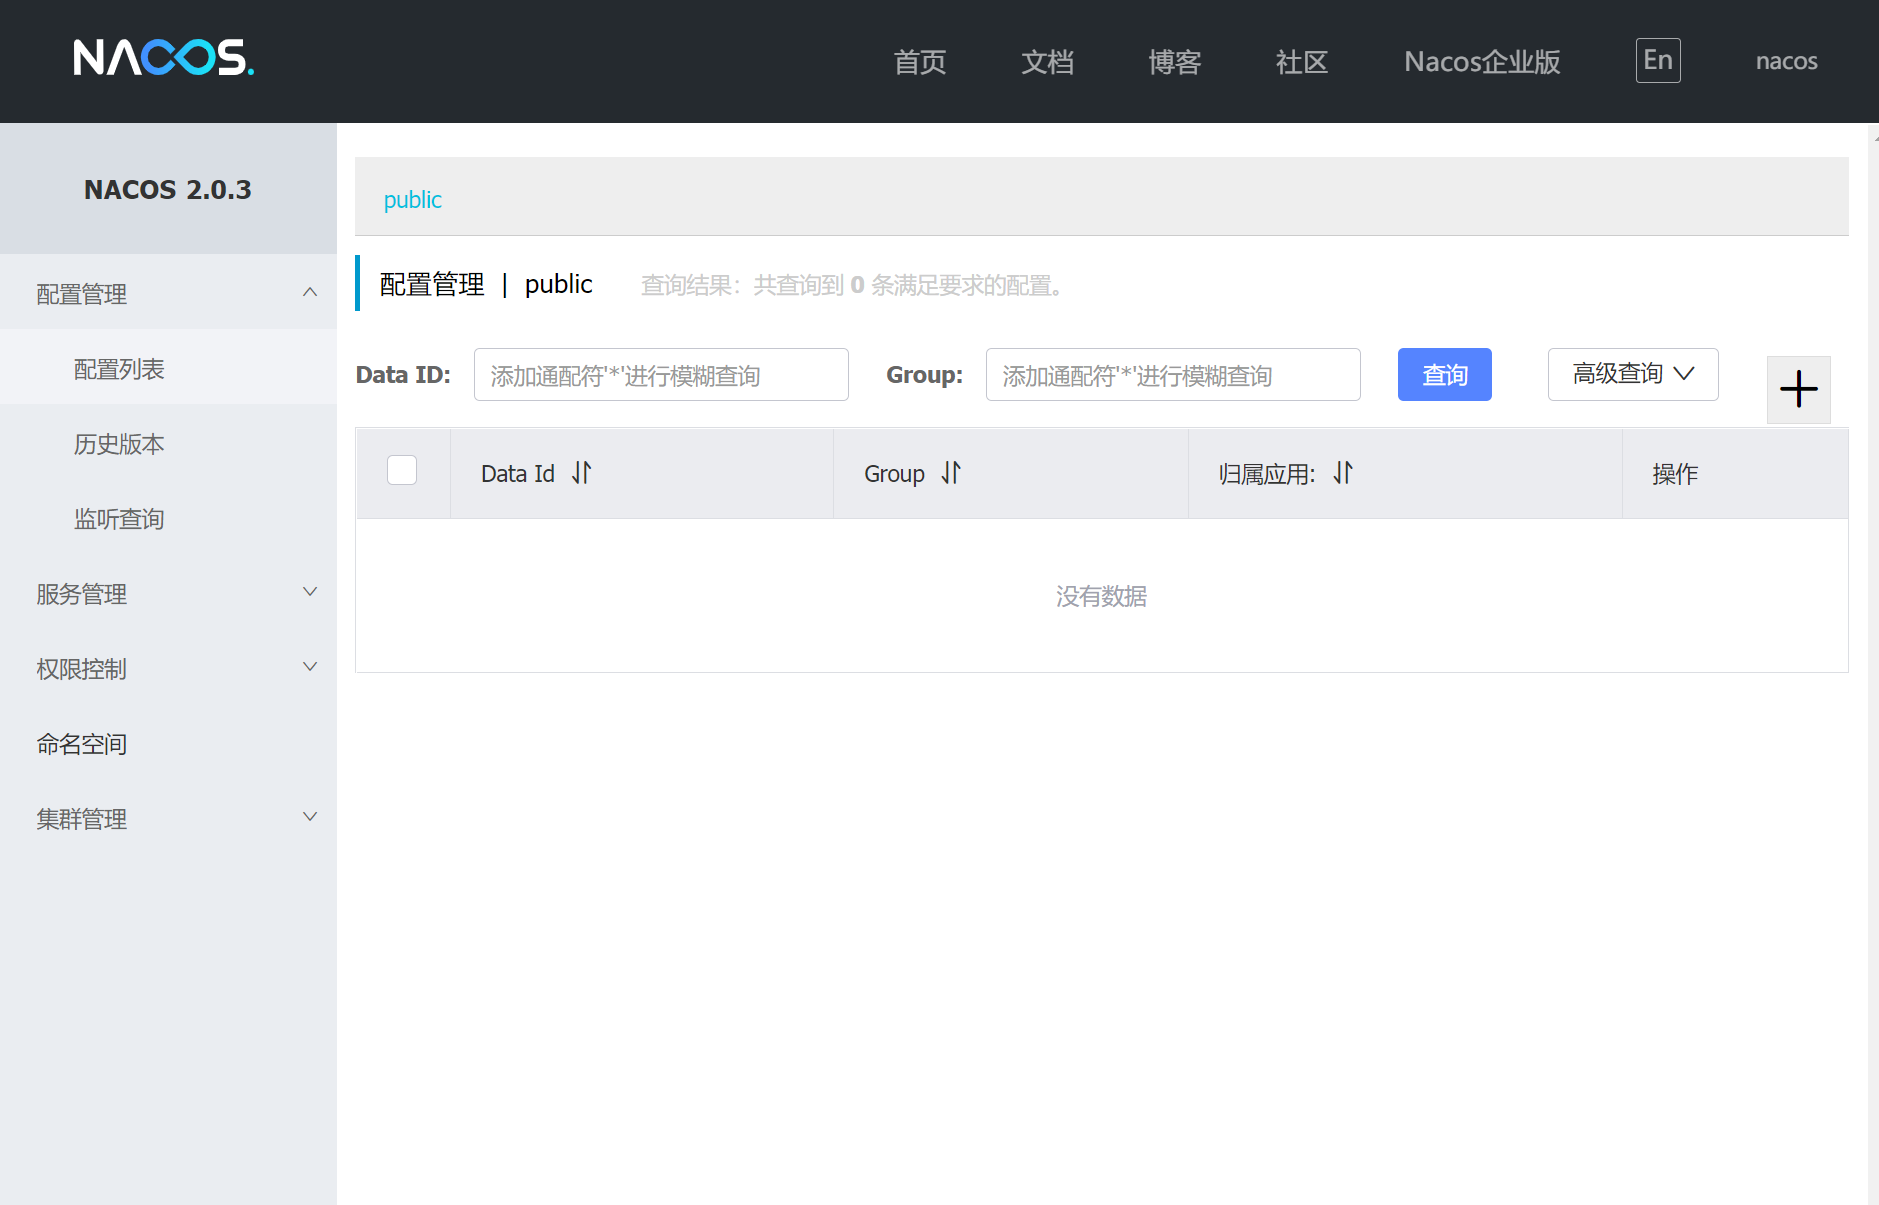 NACOS.
首页 文档 博客 社区 Nacos企业版 En nacos
NACOS 2.0.3
配置管理
配置列表
历史版本
监听查询
服务管理
权限控制
命名空间
集群管理
public
配置管理 | public 查询结果：共查询到 0 条满足要求的配置。
Data ID: 添加通配符'*'进行模糊查询 Group: 添加通配符'*'进行模糊查询 查询 高级查询
Data Id Group 归属应用: 操作
没有数据